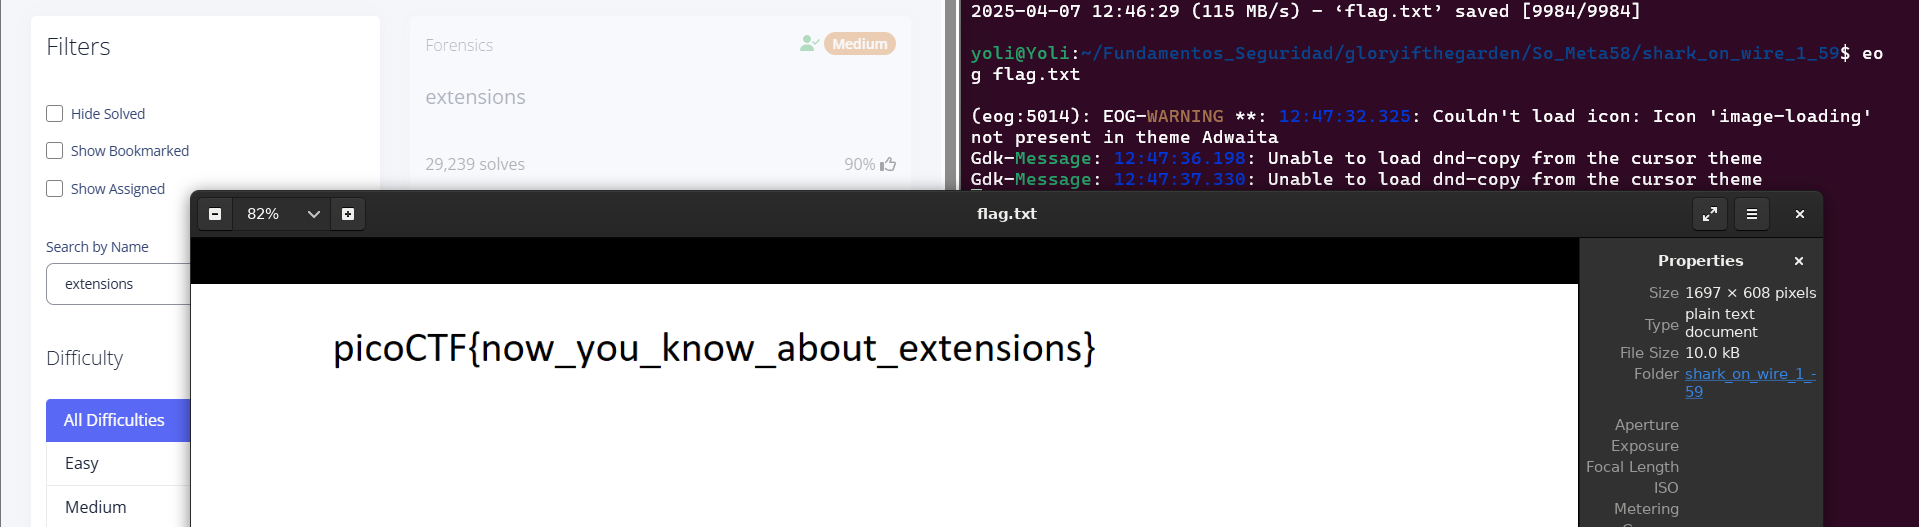 Filters
Hide Solved
Show Bookmarked
Show Assigned
Search by Name
extensions
Difficulty
All Difficulties
Easy
Medium
Forensics
Medium
extensions
29,239 solves
90%
2025-04-07 12:46:29 (115 MB/s) - ‘flag.txt’ saved [9984/9984]
yoli@Yoli:~/Fundamentos_Seguridad/gloryifthegarden/So_Meta58/shark_on_wire_1_59$ eo
g flag.txt
(eog:5014): EOG-WARNING **: 12:47:32.325: Couldn't load icon: Icon 'image-loading'
not present in theme Adwaita
Gdk-Message: 12:47:36.198: Unable to load dnd-copy from the cursor theme
Gdk-Message: 12:47:37.330: Unable to load dnd-copy from the cursor theme
82%
flag.txt
picoCTF{now_you_know_about_extensions}
Properties
Size 1697 × 608 pixels
Type plain text
document
File Size 10.0 kB
Folder shark_on_wire_1_-
59
Aperture
Exposure
Focal Length
ISO
Metering